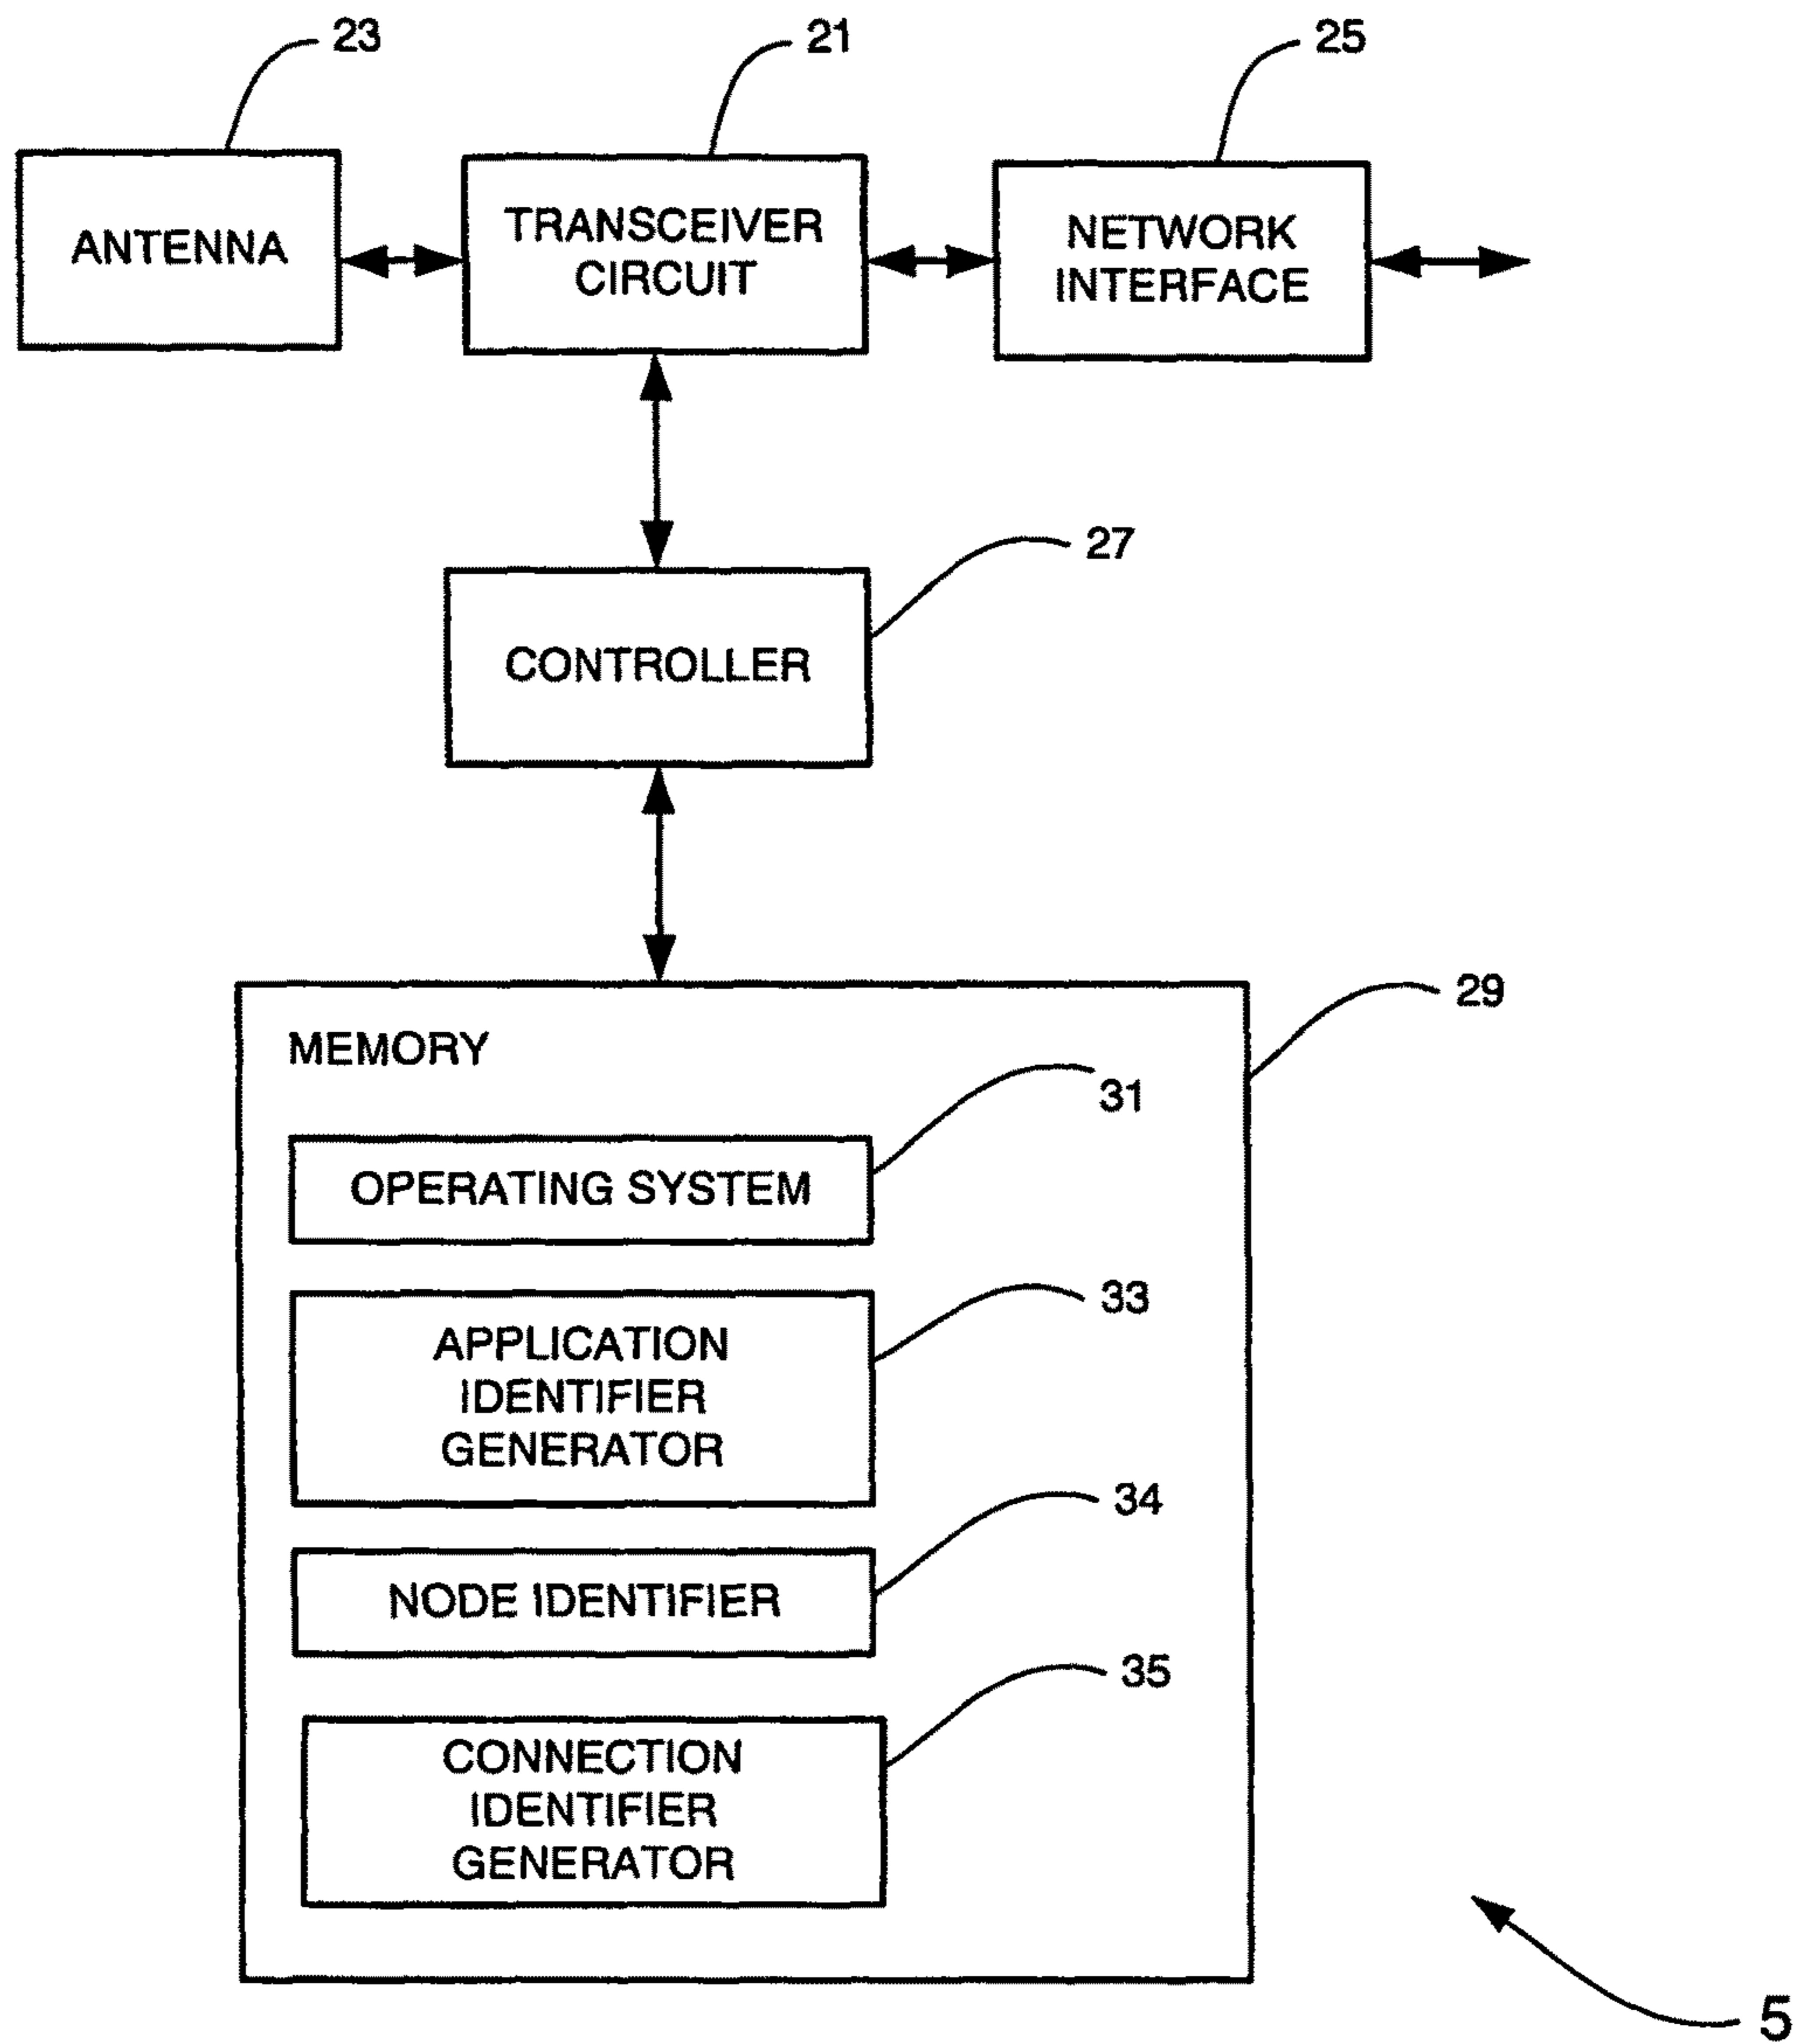 23
21
25
ANTENNA
TRANSCEIVER
CIRCUIT
NETWORK
INTERFACE
27
CONTROLLER
29
MEMORY
31
OPERATING SYSTEM
33
APPLICATION
IDENTIFIER
GENERATOR
34
NODE IDENTIFIER
35
CONNECTION
IDENTIFIER
GENERATOR
5